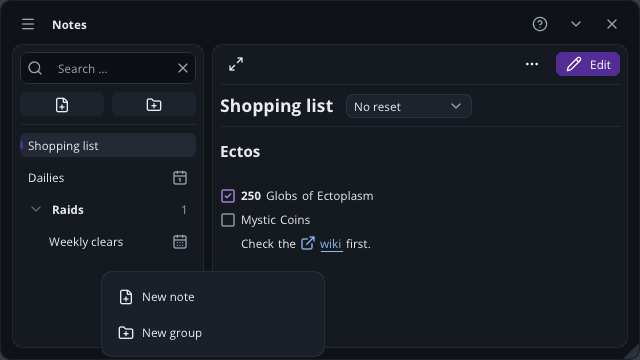 Notes
Search ...
Shopping list
Dailies
Raids 1
Weekly clears
Edit
Shopping list No reset
Ectos
250 Globs of Ectoplasm
Mystic Coins
Check the wiki first.
New note
New group